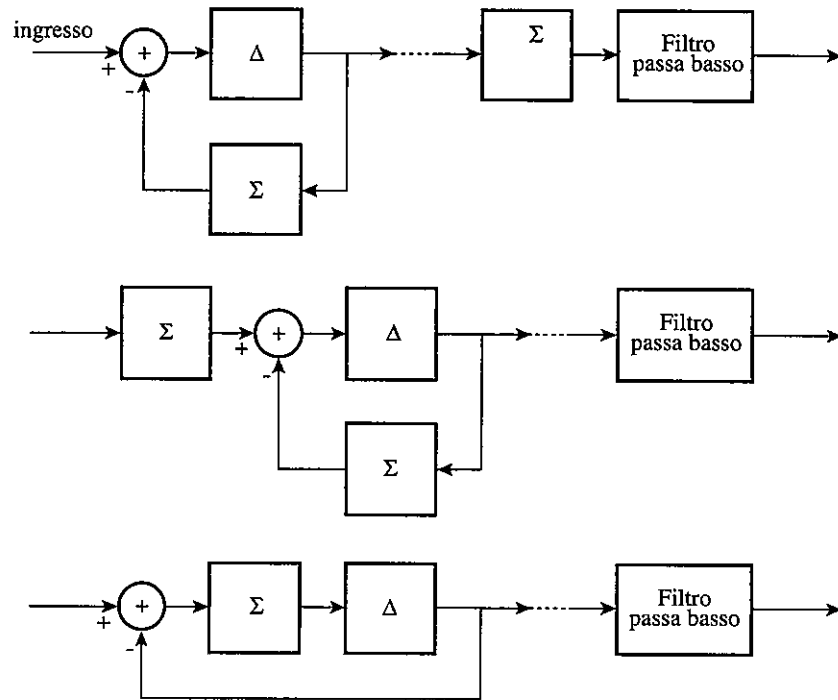 ingresso
+
+
-
Δ
Σ
Σ
Filtro
passa basso
Σ
+
+
-
Δ
Σ
Filtro
passa basso
+
+
-
Σ
Δ
Filtro
passa basso